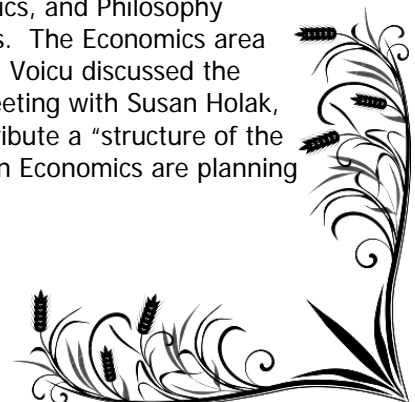 ics, and Philosophy
s. The Economics area
Voicu discussed the
eeting with Susan Holak,
ribute a “structure of the
n Economics are planning